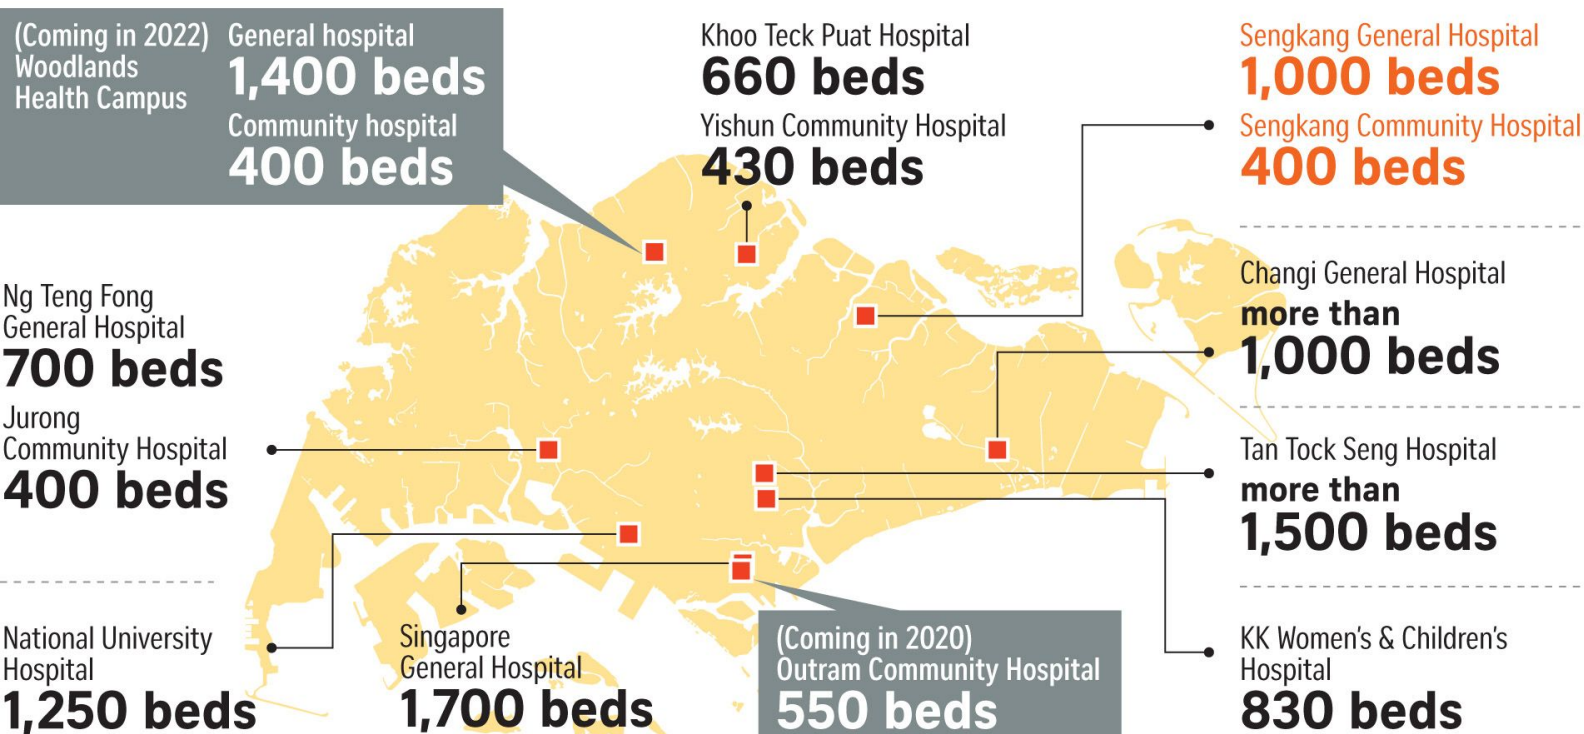 (Coming in 2022)
Woodlands
Health Campus
General hospital
1,400 beds
Community hospital
400 beds
Khoo Teck Puat Hospital
660 beds
Yishun Community Hospital
430 beds
Sengkang General Hospital
1,000 beds
Sengkang Community Hospital
400 beds
Ng Teng Fong
General Hospital
700 beds
Jurong
Community Hospital
400 beds
Changi General Hospital
more than
1,000 beds
Tan Tock Seng Hospital
more than
1,500 beds
National University
Hospital
1,250 beds
Singapore
General Hospital
1,700 beds
(Coming in 2020)
Outram Community Hospital
550 beds
KK Women's & Children's
Hospital
830 beds